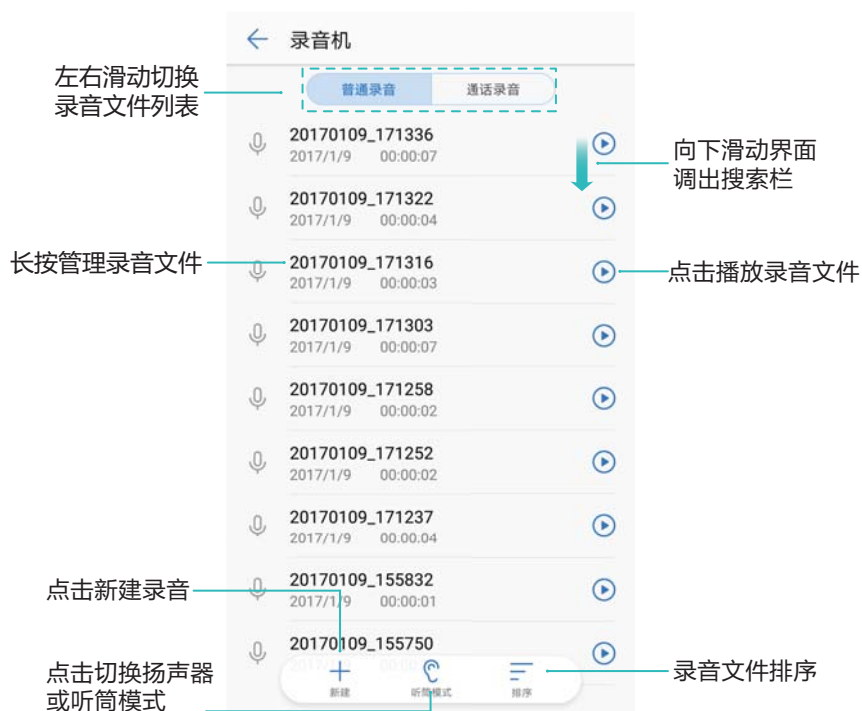 录音机
左右滑动切换
录音文件列表
普通录音
通话录音
20170109_171336
2017/1/9 00:00:07
向下滑动界面
调出搜索栏
20170109_171322
2017/1/9 00:00:04
长按管理录音文件
20170109_171316
2017/1/9 00:00:03
点击播放录音文件
20170109_171303
2017/1/9 00:00:07
20170109_171258
2017/1/9 00:00:02
20170109_171252
2017/1/9 00:00:02
20170109_171237
2017/1/9 00.00.04
点击新建录音
20170109_155832
2017/1/9 00:00:01
20170109_155750
点击切换扬声器
或听筒模式
新建
听筒模式
排序
录音文件排序